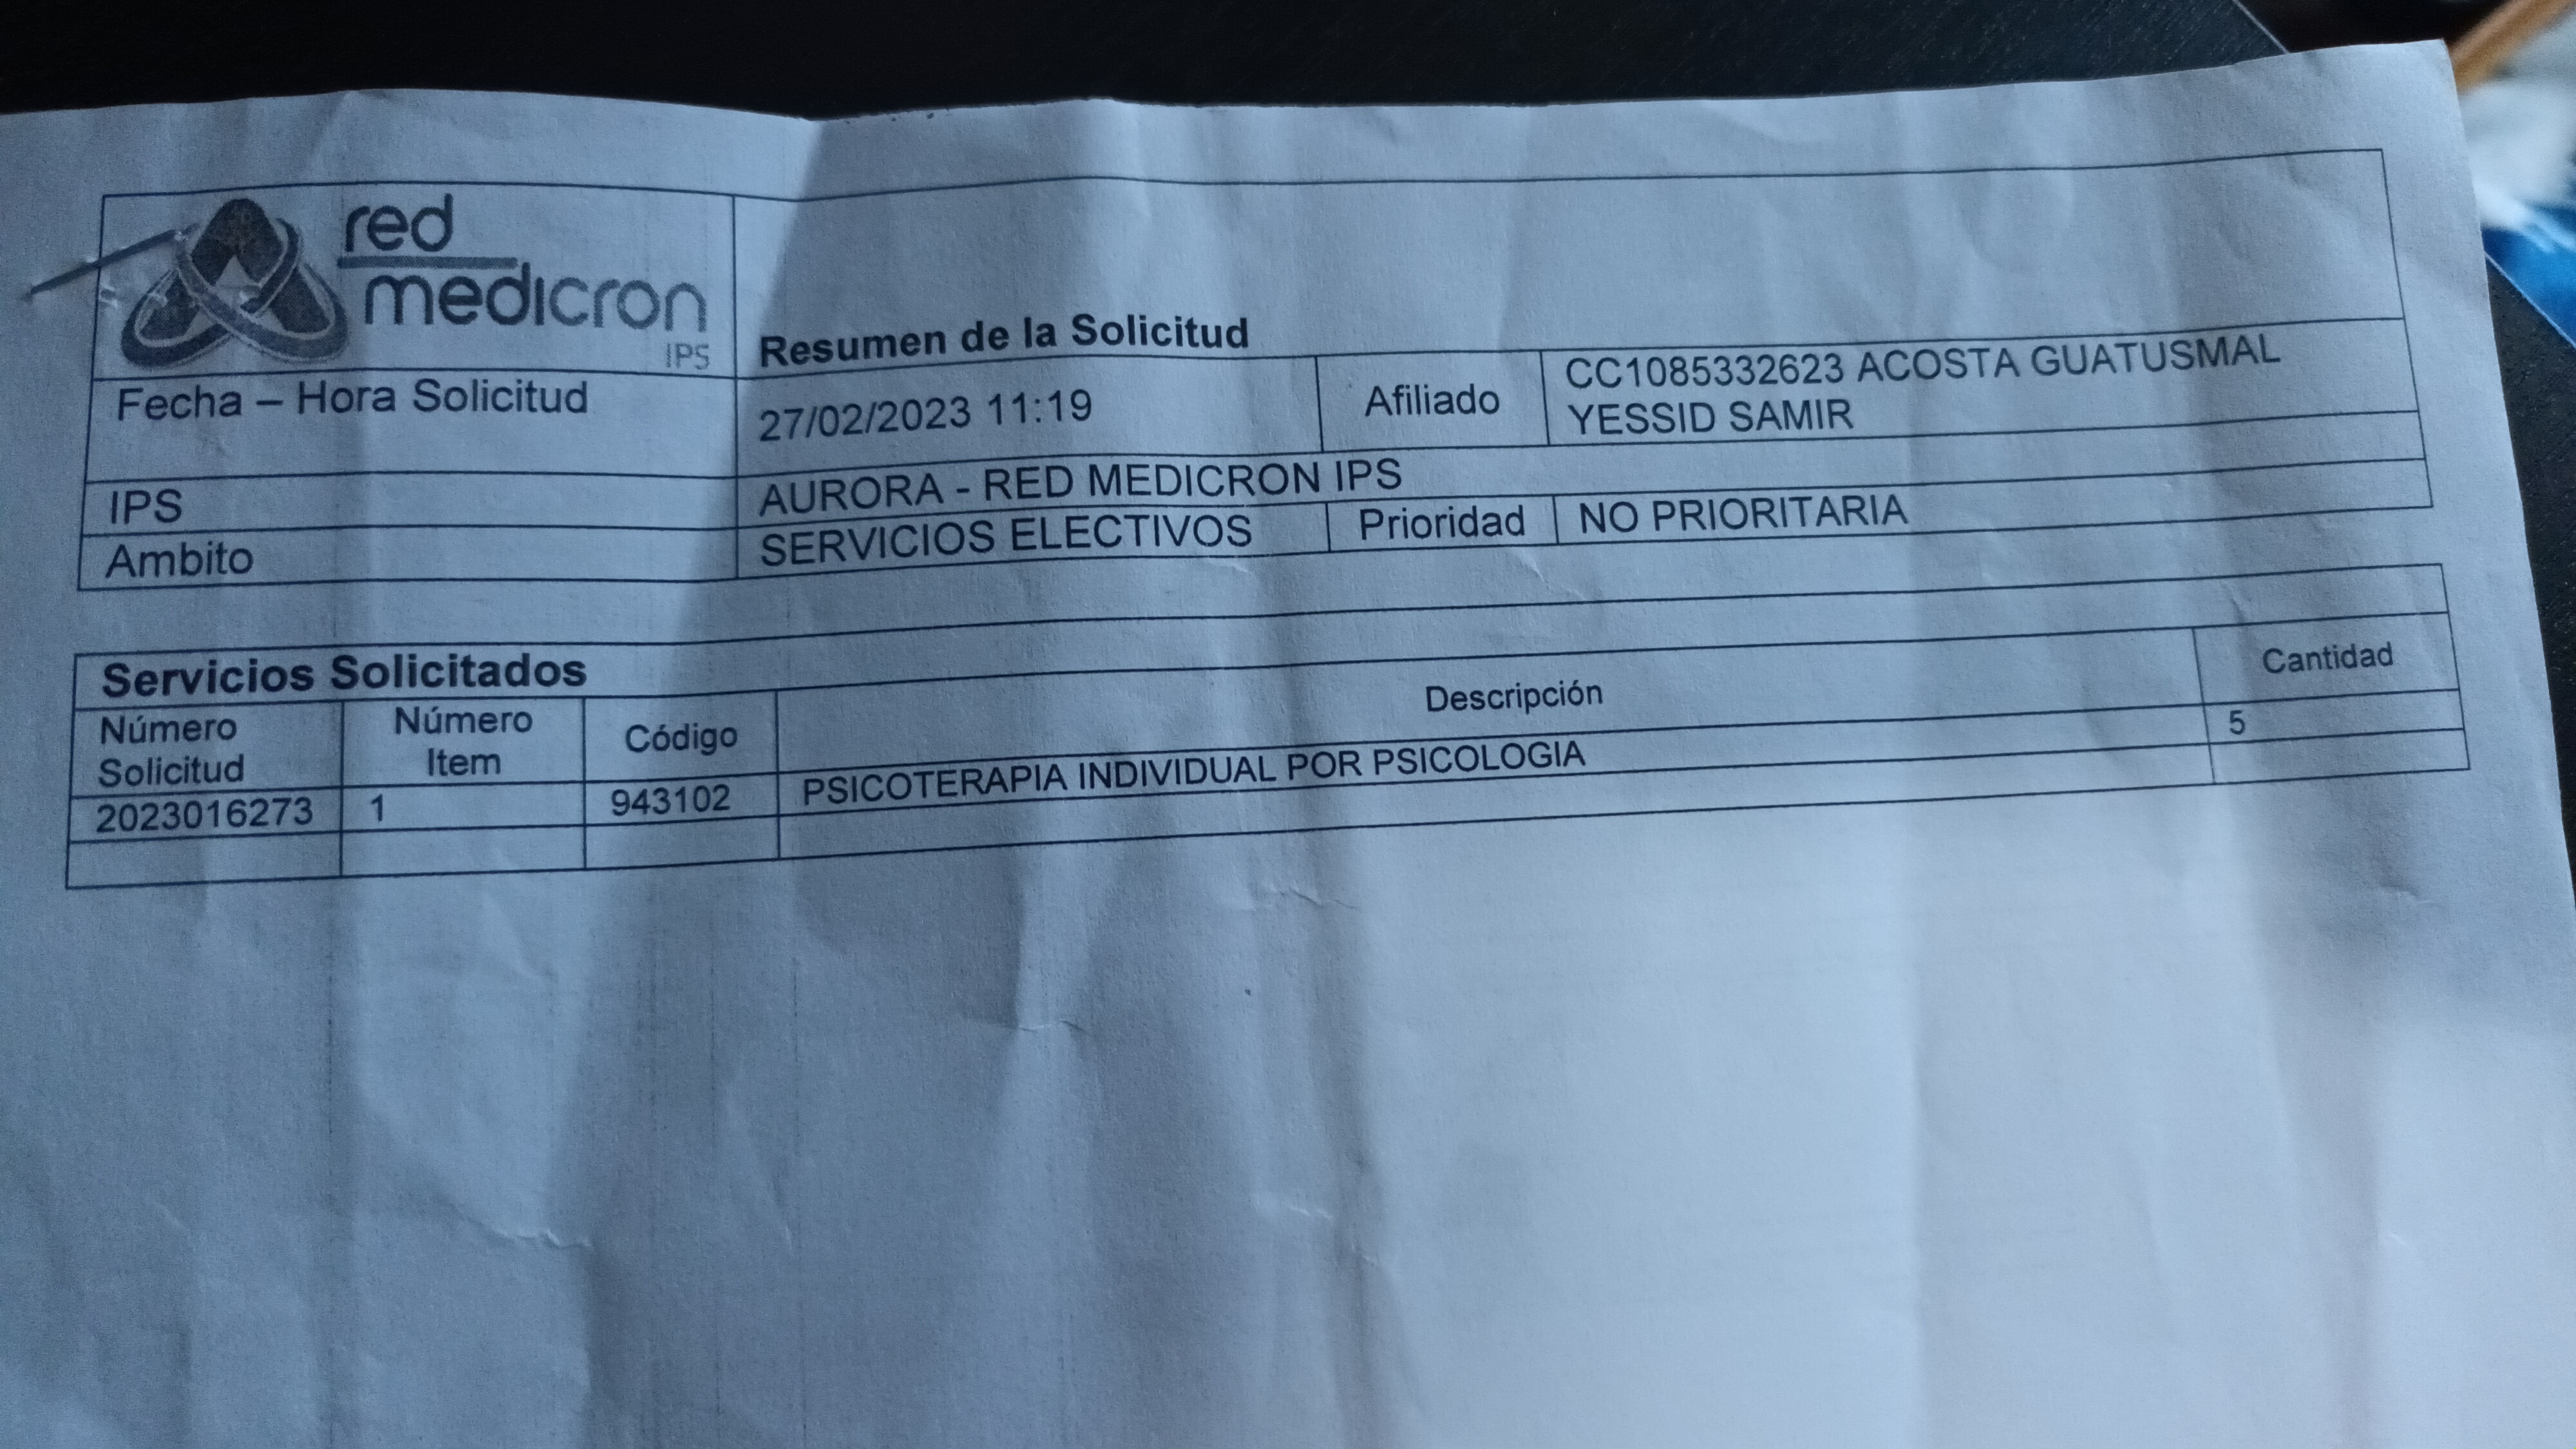 red
medicron
IPS
Resumen de la Solicitud
Fecha – Hora Solicitud
27/02/2023 11:19
Afiliado
CC1085332623 ACOSTA GUATUSMAL
YESSID SAMIR
IPS
AURORA - RED MEDICRON IPS
Ambito
SERVICIOS ELECTIVOS
Prioridad
NO PRIORITARIA
Servicios Solicitados
Número
Solicitud
Número
Item
Código
Descripción
Cantidad
2023016273
1
943102
PSICOTERAPIA INDIVIDUAL POR PSICOLOGIA
5